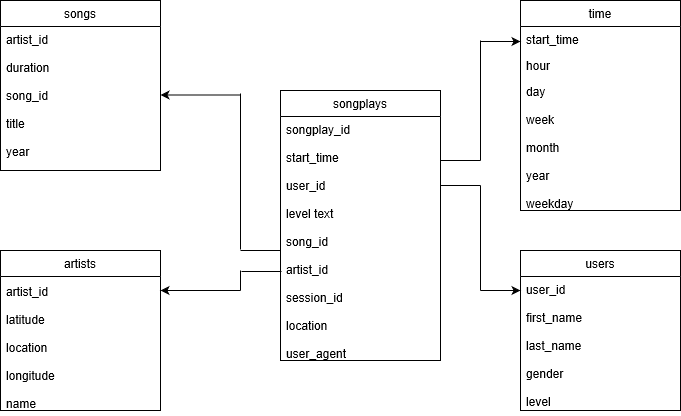 songs
artist_id
duration
song_id
title
year
artists
artist_id
latitude
location
longitude
name
songplays
songplay_id
start_time
user_id
level text
song_id
artist_id
session_id
location
user_agent
time
start_time
hour
day
week
month
year
weekday
users
user_id
first_name
last_name
gender
level